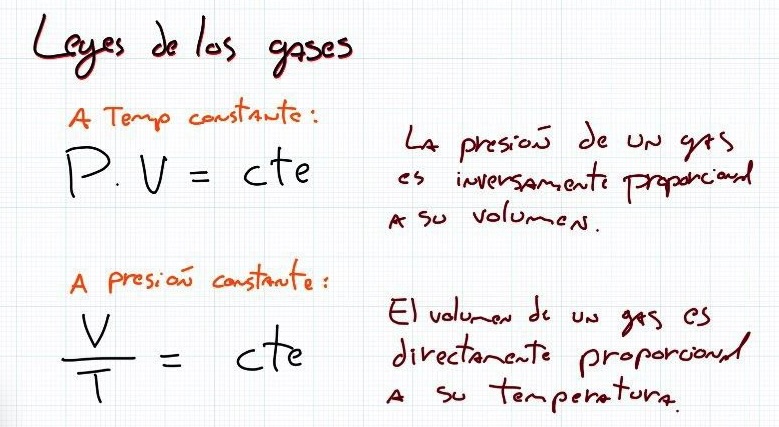 Leyes de los gases
A Temp constante:
P.V = cte
La presión de un gas
es inversamente proporcional
a su volumen.
A presión constante:
V/T = cte
El volumen de un gas es
directamente proporcional
a su temperatura.